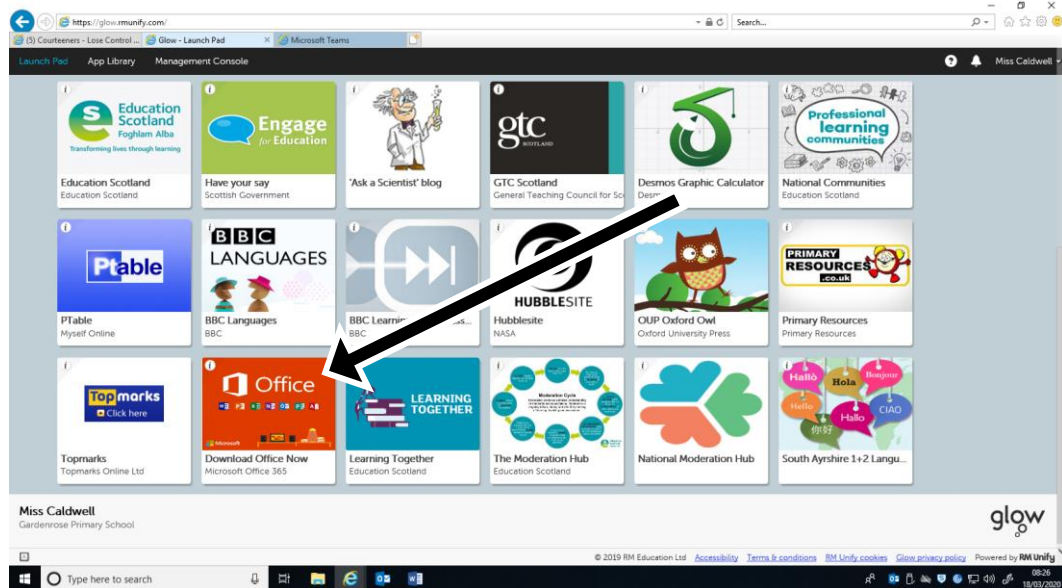 https://glow.rmunify.com/
Search...
(5) Courteeners - Lose Control ...
Glow - Launch Pad
Microsoft Teams
Launch Pad App Library Management Console
Miss Caldwell
Education
Scotland
Foghlam Alba
Transforming lives through learning
Education Scotland
Education Scotland
Engage
for Education
Have your say
Scottish Government
'Ask a Scientist' blog
gtc
SCOTLAND
GTC Scotland
General Teaching Council for Sco
Desmos Graphic Calculator
Professional
learning
communities
National Communities
Education Scotland
Ptable
PTable
Myself Online
BBC
LANGUAGES
BBC Languages
BBC
BBC
HUBBLESITE
Hubblesite
NASA
OUP Oxford Owl
Oxford University Press
PRIMARY
RESOURCES
.co.uk
Primary Resources
Primary Resources
Topmarks
Click here
Topmarks
Topmarks Online Ltd
Office
Microsoft
Download Office Now
Microsoft Office 365
LEARNING
TOGETHER
Learning Together
Education Scotland
Moderation Cycle
The Moderation Hub
Education Scotland
National Moderation Hub
Hallò
Hola
Bonjour
Hello
Hallo
CIAO
你好
South Ayrshire 1+2 Langu...
Miss Caldwell
Gardenrose Primary School
glow
© 2019 RM Education Ltd Accessibility Terms & conditions RM Unify cookies Glow privacy policy Powered by RM Unify
Type here to search
08:26
18/03/2020